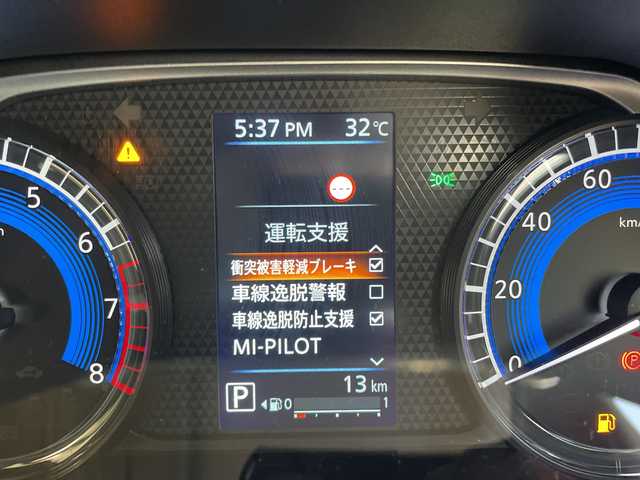 5:37 PM 32℃
運転支援
衝突被害軽減ブレーキ
車線逸脱警報
車線逸脱防止支援
MI-PILOT
13 km
P 0 1
5
6
7
8
60
40
20
0
km/